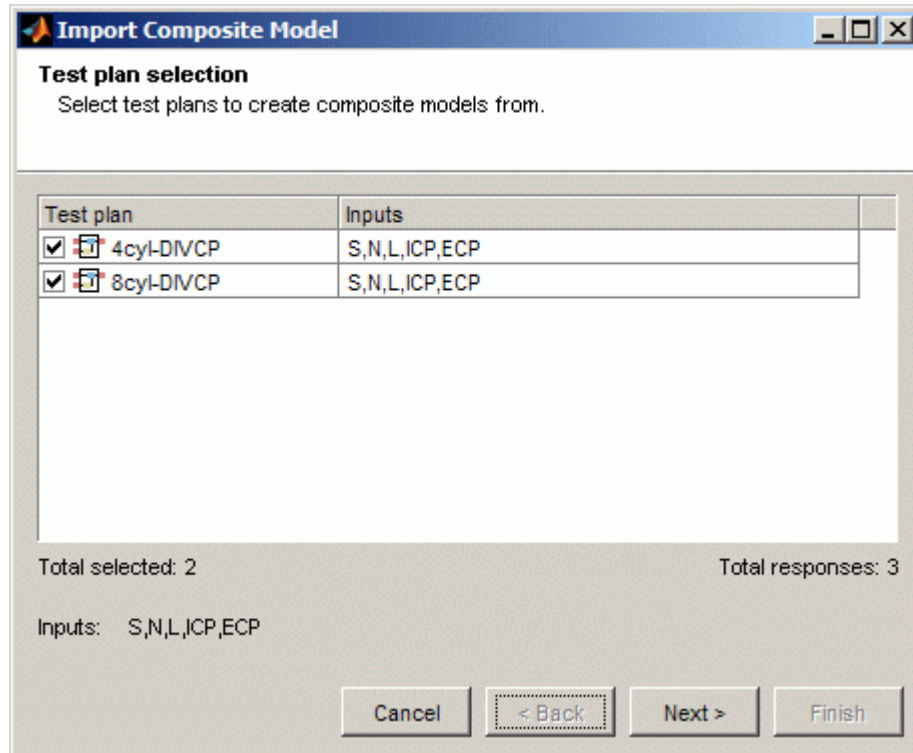 Import Composite Model
Test plan selection
Select test plans to create composite models from.
Test plan Inputs
4cyl-DIVCP S,N,L,ICP,ECP
8cyl-DIVCP S,N,L,ICP,ECP
Total selected: 2 Total responses: 3
Inputs: S,N,L,ICP,ECP
Cancel < Back Next > Finish